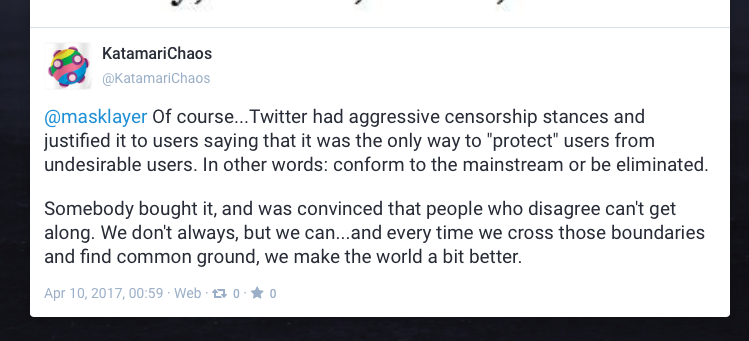 KatamariChaos
@KatamariChaos
@masklayer Of course...Twitter had aggressive censorship stances and
justified it to users saying that it was the only way to "protect" users from
undesirable users. In other words: conform to the mainstream or be eliminated.
Somebody bought it, and was convinced that people who disagree can't get
along. We don't always, but we can...and every time we cross those boundaries
and find common ground, we make the world a bit better.
Apr 10, 2017, 00:59 · Web · 0 · 0